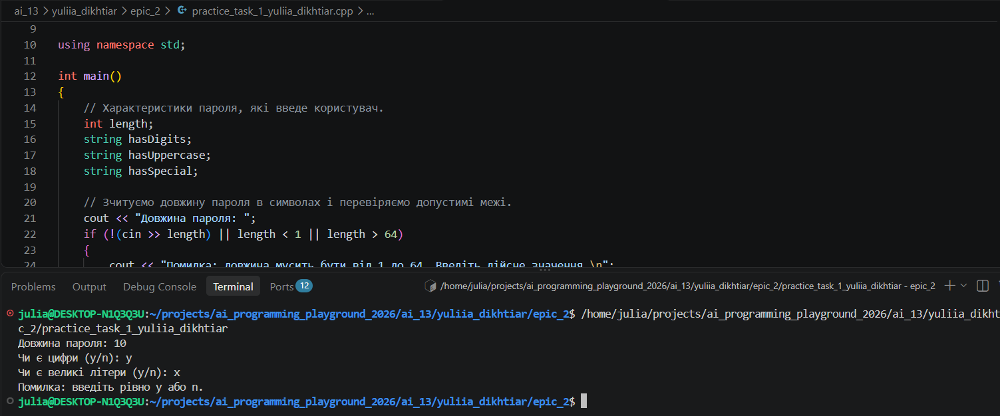 ai_13 > yuliia_dikhtiar > epic_2 > practice_task_1_yuliia_dikhtiar.cpp > ...
9
10 using namespace std;
11
12 int main()
13 {
14 // Характеристики пароля, які введе користувач.
15 int length;
16 string hasDigits;
17 string hasUppercase;
18 string hasSpecial;
19
20 // Зчитуємо довжину пароля в символах і перевіряємо допустимі межі.
21 cout << "Довжина пароля: ";
22 if (!(cin >> length) || length < 1 || length > 64)
23 {
24 cout << "Помилка: довжина мусить бути від 1 до 64. Введіть дійсне значення.\n";
Problems Output Debug Console Terminal Ports 12 /home/julia/projects/ai_programming_playground_2026/ai_13/yuliia_dikhtiar/epic_2/practice_task_1_yuliia_dikhtiar - epic_2
julia@DESKTOP-N1Q3Q3U:~/projects/ai_programming_playground_2026/ai_13/yuliia_dikhtiar/epic_2$ /home/julia/projects/ai_programming_playground_2026/ai_13/yuliia_dikht
c_2/practice_task_1_yuliia_dikhtiar
Довжина пароля: 10
Чи є цифри (y/n): y
Чи є великі літери (y/n): x
Помилка: введіть рівно y або n.
julia@DESKTOP-N1Q3Q3U:~/projects/ai_programming_playground_2026/ai_13/yuliia_dikhtiar/epic_2$